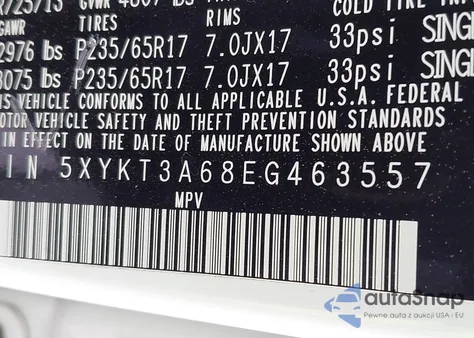 GAWR TIRES RIMS COLD TIRE
2976 lbs P235/65R17 7.0JX17 33psi SINGL
3075 lbs P235/65R17 7.0JX17 33psi SINGL
IS VEHICLE CONFORMS TO ALL APPLICABLE U.S.A. FEDERAL
OTOR VEHICLE SAFETY AND THEFT PREVENTION STANDARDS
IN EFFECT ON THE DATE OF MANUFACTURE SHOWN ABOVE
IN 5XYKT3A68EG463557
MPV
autoSnap
Pewne auta z aukcji USA i EU